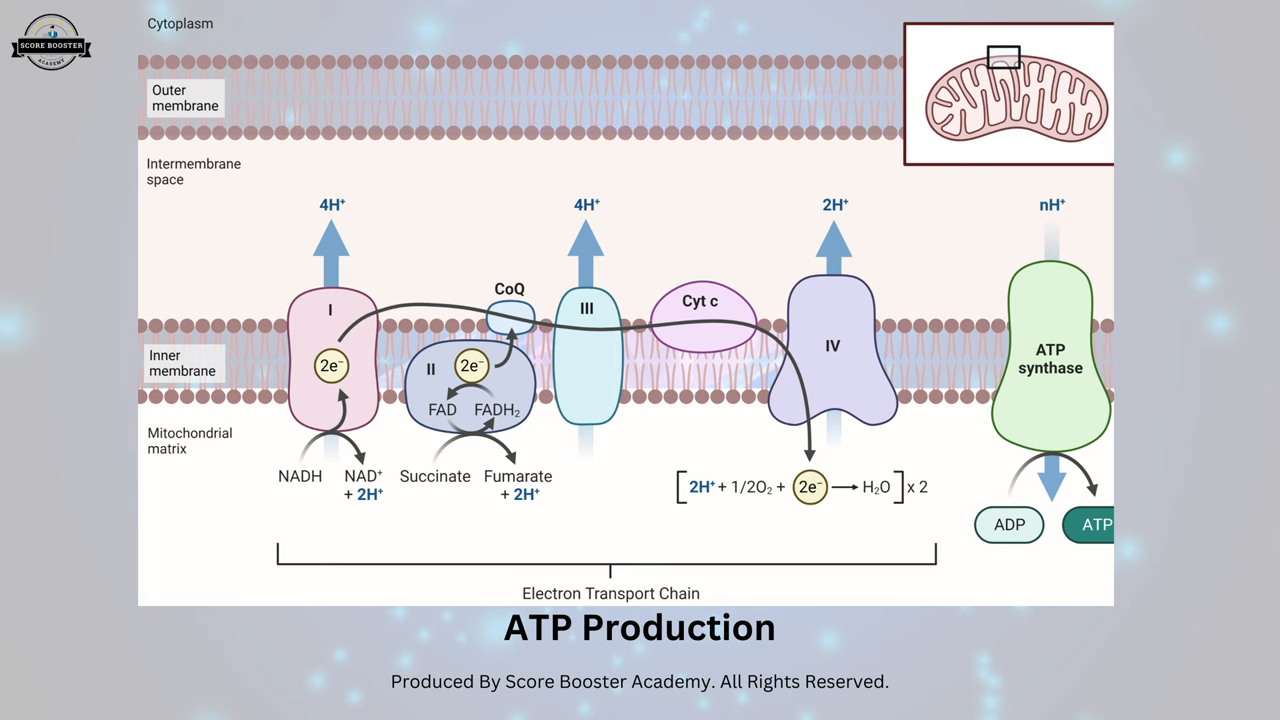 SCORE BOOSTER
ACADEMY
Cytoplasm
Outer
membrane
Intermembrane
space
4H⁺
4H⁺
2H⁺
nH⁺
I
CoQ
III
Cyt c
IV
ATP
synthase
Inner
membrane
2e⁻
II
2e⁻
FAD
FADH₂
Mitochondrial
matrix
NADH
NAD⁺
+ 2H⁺
Succinate
Fumarate
+ 2H⁺
[2H⁺ + 1/2O₂ + 2e⁻ → H₂O] x 2
ADP
ATP
Electron Transport Chain
ATP Production
Produced By Score Booster Academy. All Rights Reserved.